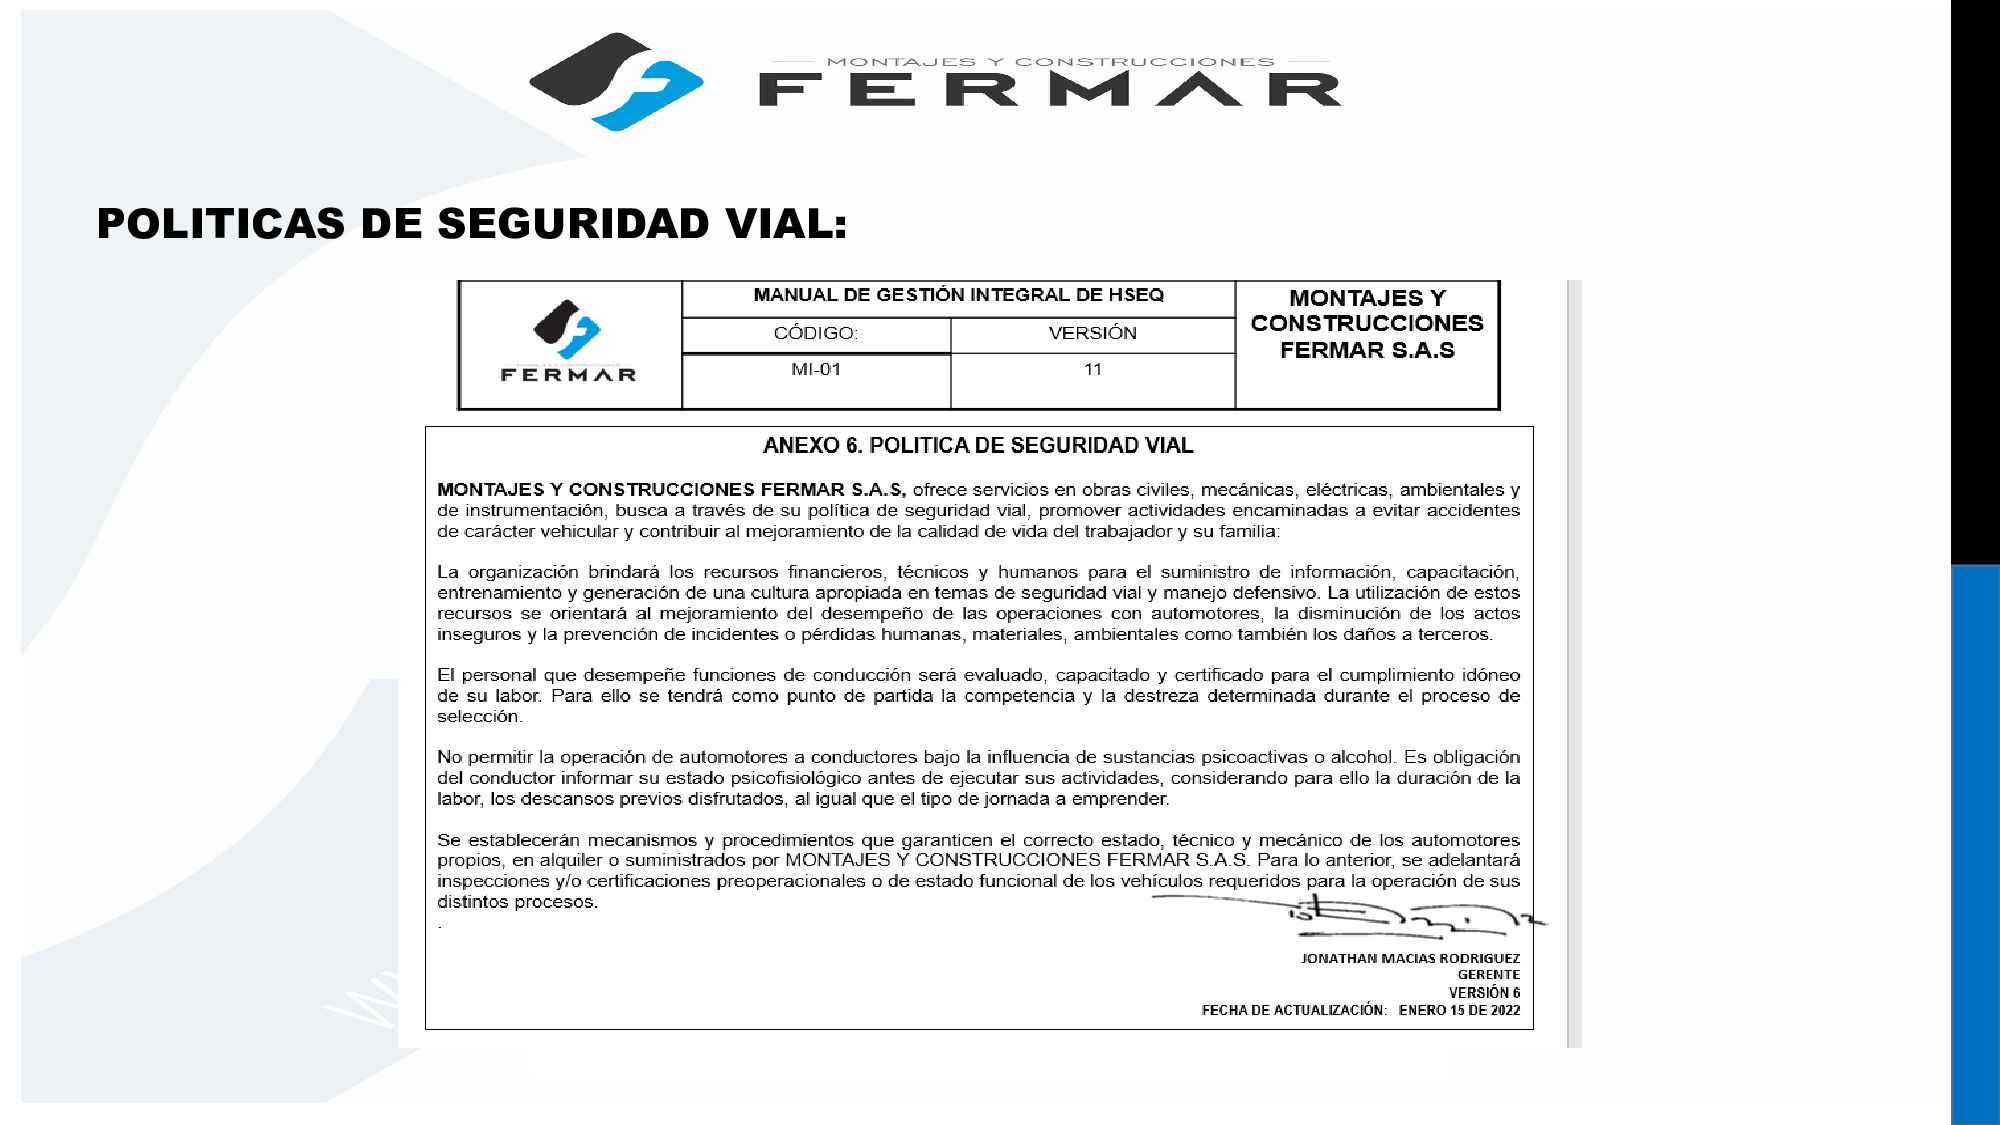 MONTAJES Y CONSTRUCCIONES
FERMAR
POLITICAS DE SEGURIDAD VIAL:
FERMAR
MANUAL DE GESTIÓN INTEGRAL DE HSEQ
CÓDIGO:
VERSIÓN
MI-01
11
MONTAJES Y
CONSTRUCCIONES
FERMAR S.A.S
ANEXO 6. POLITICA DE SEGURIDAD VIAL
MONTAJES Y CONSTRUCCIONES FERMAR S.A.S, ofrece servicios en obras civiles, mecánicas, eléctricas, ambientales y
de instrumentación, busca a través de su política de seguridad vial, promover actividades encaminadas a evitar accidentes
de carácter vehicular y contribuir al mejoramiento de la calidad de vida del trabajador y su familia:
La organización brindará los recursos financieros, técnicos y humanos para el suministro de información, capacitación,
entrenamiento y generación de una cultura apropiada en temas de seguridad vial y manejo defensivo. La utilización de estos
recursos se orientará al mejoramiento del desempeño de las operaciones con automotores, la disminución de los actos
inseguros y la prevención de incidentes o pérdidas humanas, materiales, ambientales como también los daños a terceros.
El personal que desempeñe funciones de conducción será evaluado, capacitado y certificado para el cumplimiento idóneo
de su labor. Para ello se tendrá como punto de partida la competencia y la destreza determinada durante el proceso de
selección.
No permitir la operación de automotores a conductores bajo la influencia de sustancias psicoactivas o alcohol. Es obligación
del conductor informar su estado psicofisiológico antes de ejecutar sus actividades, considerando para ello la duración de la
labor, los descansos previos disfrutados, al igual que el tipo de jornada a emprender.
Se establecerán mecanismos y procedimientos que garanticen el correcto estado, técnico y mecánico de los automotores
propios, en alquiler o suministrados por MONTAJES Y CONSTRUCCIONES FERMAR S.A.S. Para lo anterior, se adelantará
inspecciones y/o certificaciones preoperacionales o de estado funcional de los vehículos requeridos para la operación de sus
distintos procesos.
.
JONATHAN MACIAS RODRIGUEZ
GERENTE
VERSIÓN 6
FECHA DE ACTUALIZACIÓN: ENERO 15 DE 2022